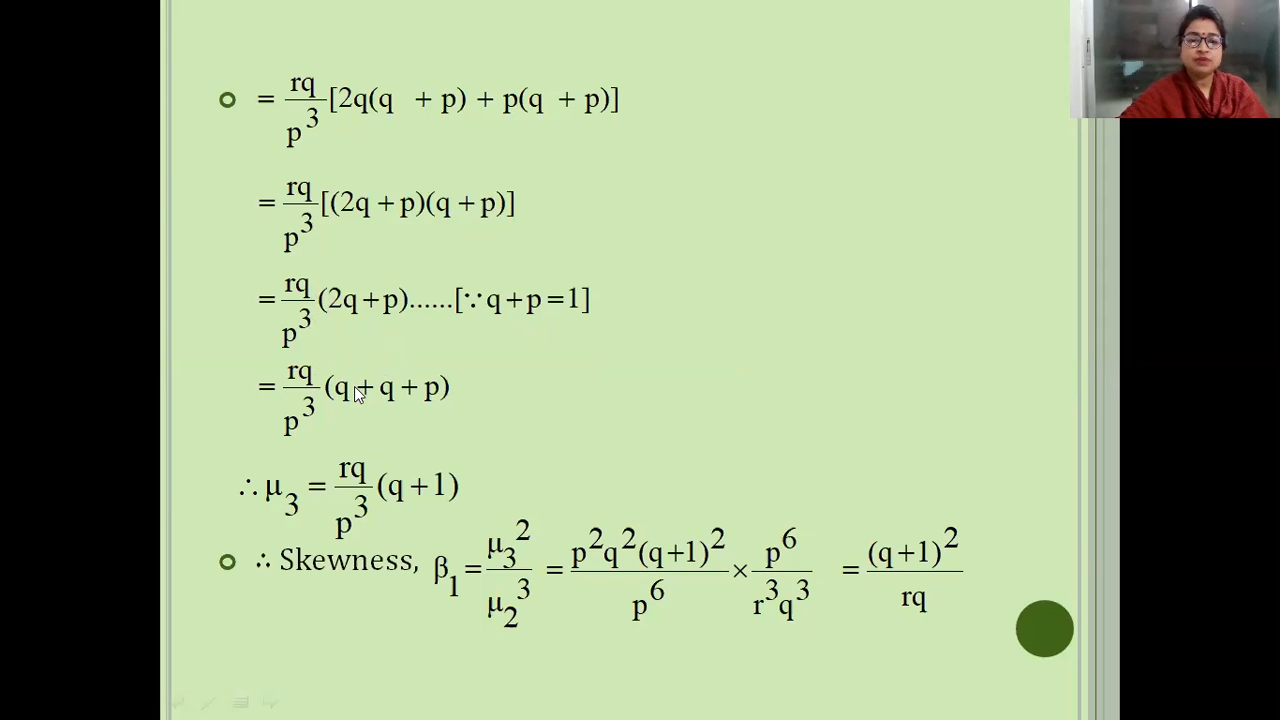 = rq/p³ [2q(q + p) + p(q + p)]
= rq/p³ [(2q + p)(q + p)]
= rq/p³ (2q + p)......[∵ q + p = 1]
= rq/p³ (q + q + p)
∴ μ₃ = rq/p³ (q + 1)
∴ Skewness, β₁ = μ₃²/μ₂³ = p²q²(q+1)²/p⁶ × p⁶/r³q³ = (q+1)²/rq